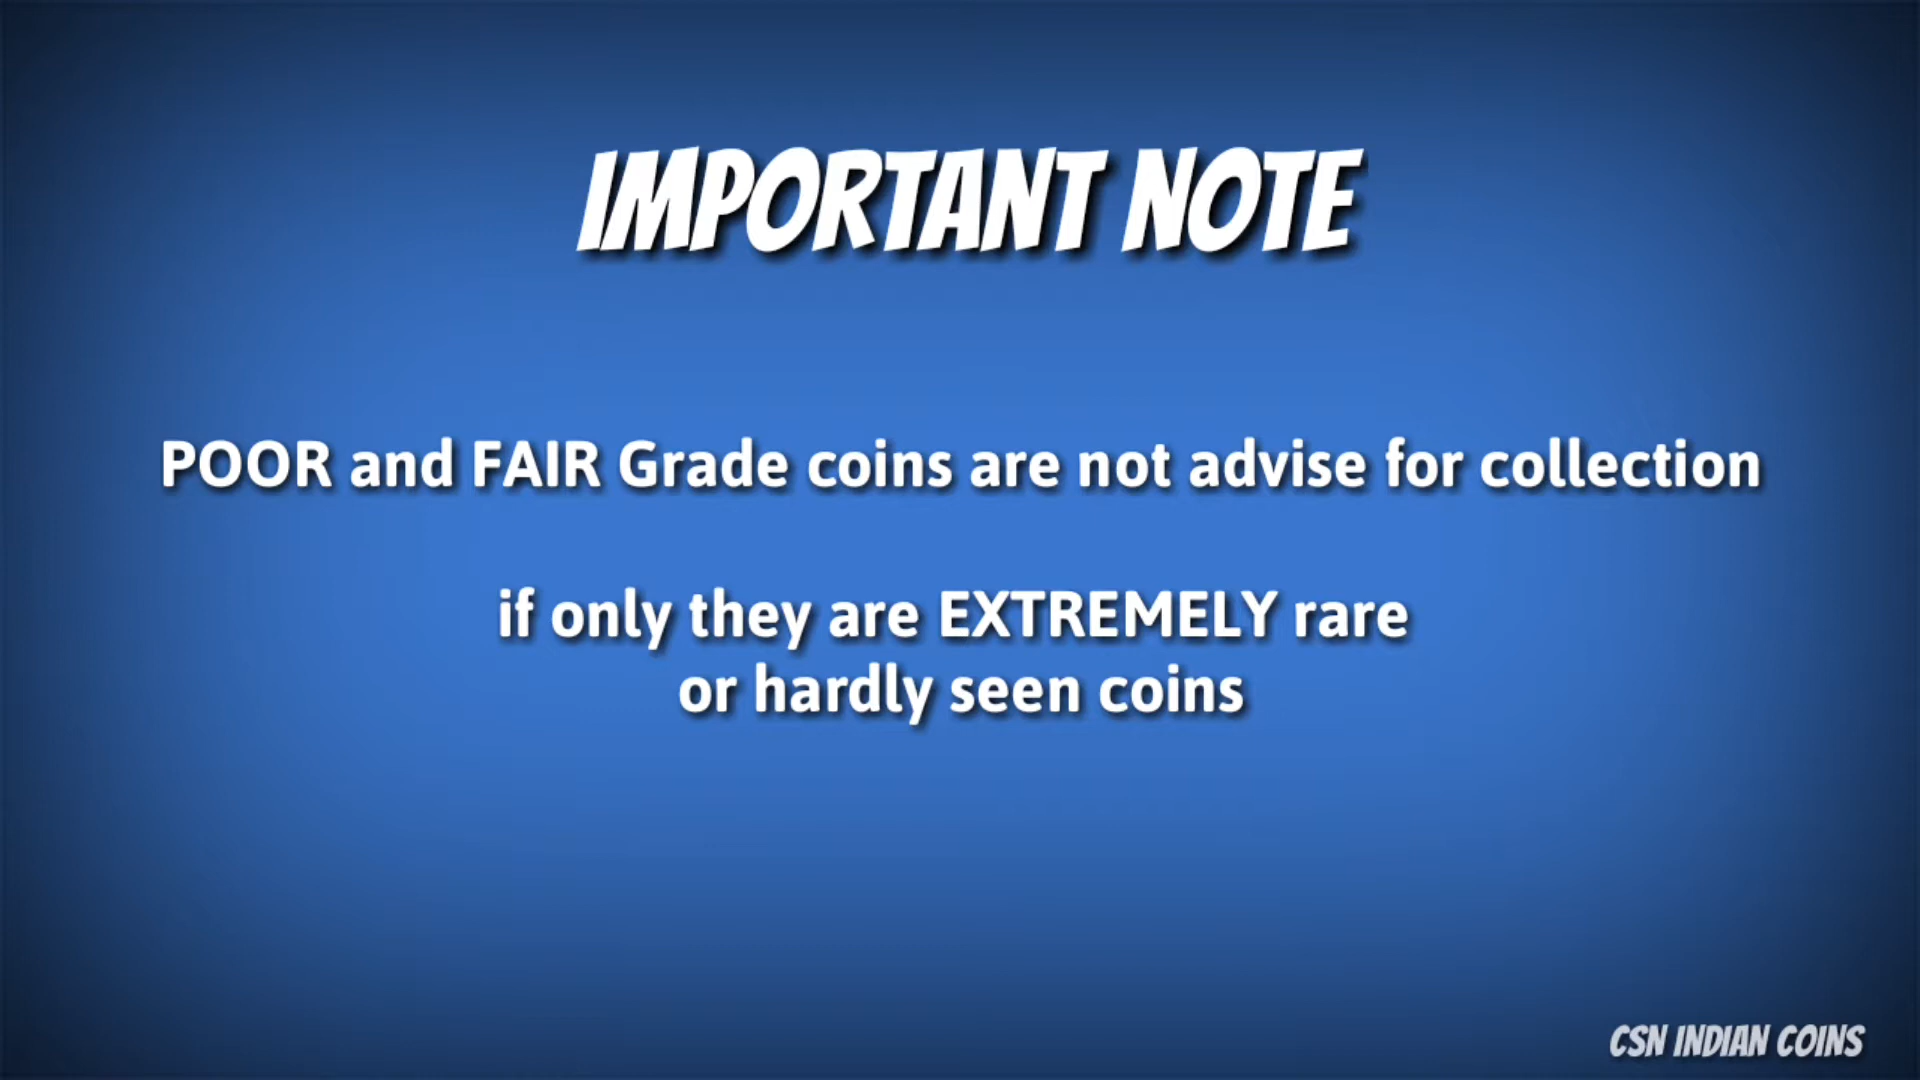 IMPORTANT NOTE
POOR and FAIR Grade coins are not advise for collection
if only they are EXTREMELY rare
or hardly seen coins
CSN INDIAN COINS